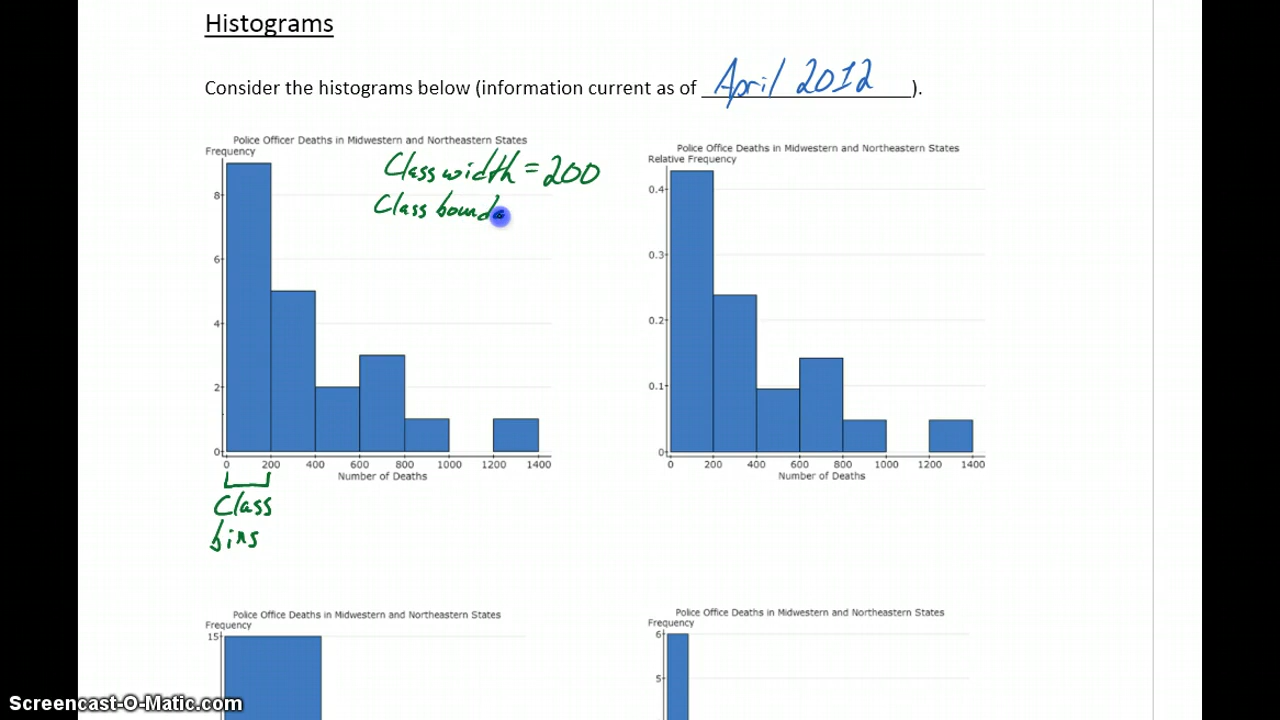 Histograms
Consider the histograms below (information current as of April 2012).
Police Officer Deaths in Midwestern and Northeastern States
Frequency
Class width = 200
Class bound
8
6
4
2
0
0 200 400 600 800 1000 1200 1400
Number of Deaths
Class
bins
Police Office Deaths in Midwestern and Northeastern States
Relative Frequency
0.4
0.3
0.2
0.1
0
0 200 400 600 800 1000 1200 1400
Number of Deaths
Police Office Deaths in Midwestern and Northeastern States
Frequency
15
Police Office Deaths in Midwestern and Northeastern States
Frequency
6
5
Screencast-O-Matic.com